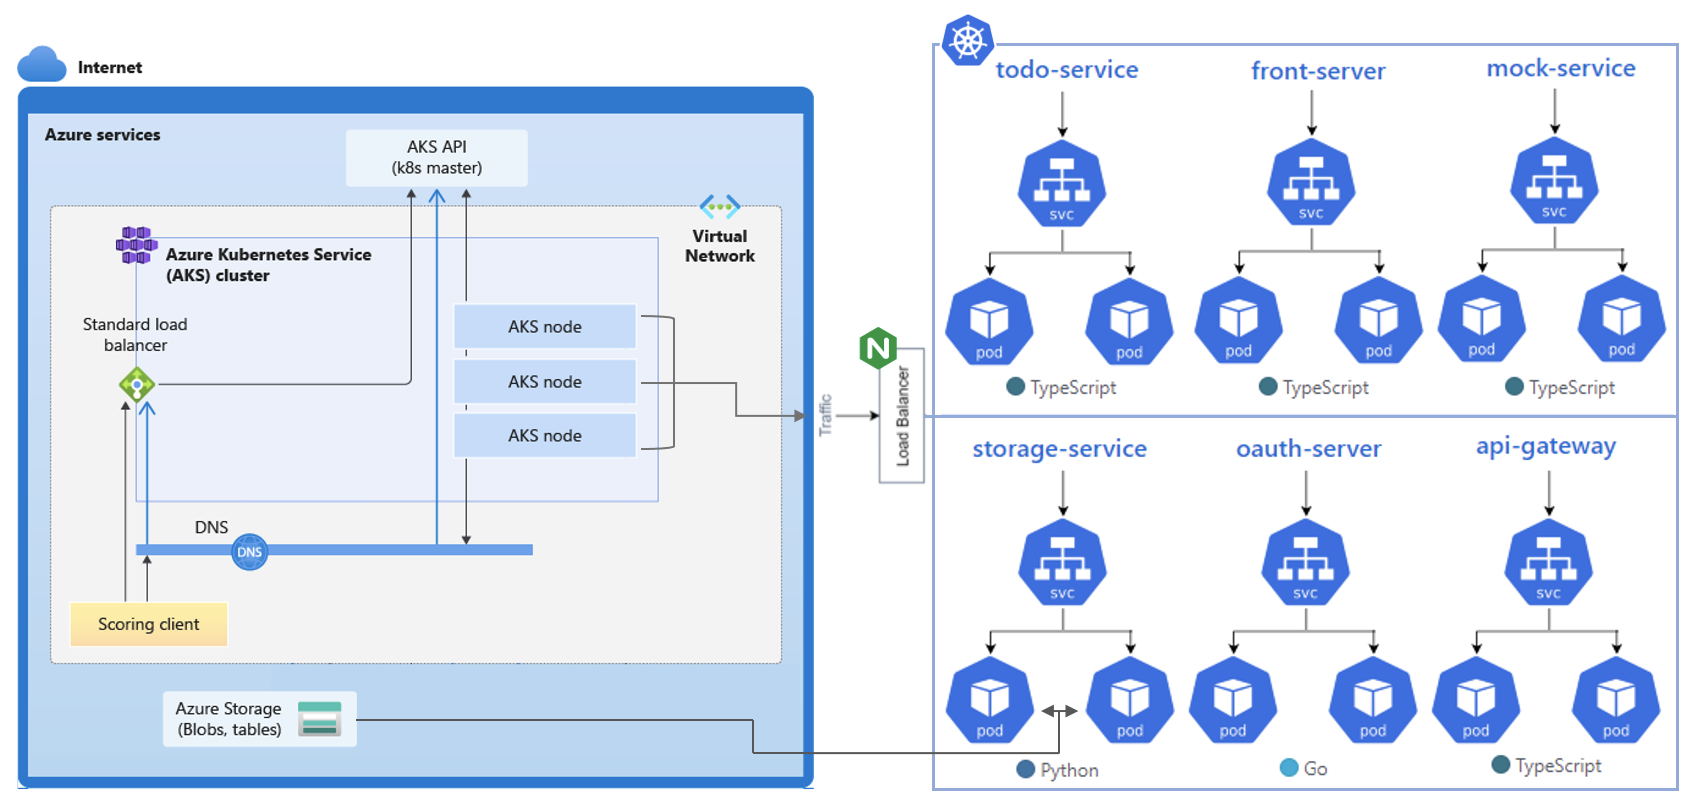 Internet
Azure services
AKS API
(k8s master)
Virtual
Network
Azure Kubernetes Service
(AKS) cluster
Standard load
balancer
AKS node
AKS node
AKS node
DNS
DNS
Scoring client
Azure Storage
(Blobs, tables)
Traffic
N
Load Balancer
todo-service
front-server
mock-service
svc
svc
svc
pod
pod
pod
pod
pod
pod
TypeScript
TypeScript
TypeScript
storage-service
oauth-server
api-gateway
svc
svc
svc
pod
pod
pod
pod
pod
pod
Python
Go
TypeScript